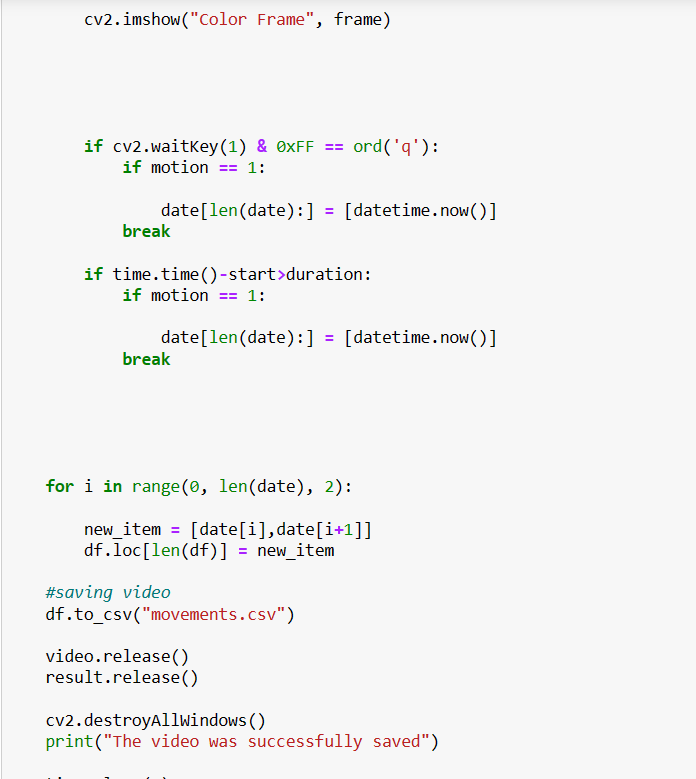 cv2.imshow("Color Frame", frame)
if cv2.waitKey(1) & 0xFF == ord('q'):
if motion == 1:
date[len(date):] = [datetime.now()]
break
if time.time()-start>duration:
if motion == 1:
date[len(date):] = [datetime.now()]
break
for i in range(0, len(date), 2):
new_item = [date[i],date[i+1]]
df.loc[len(df)] = new_item
#saving video
df.to_csv("movements.csv")
video.release()
result.release()
cv2.destroyAllWindows()
print("The video was successfully saved")